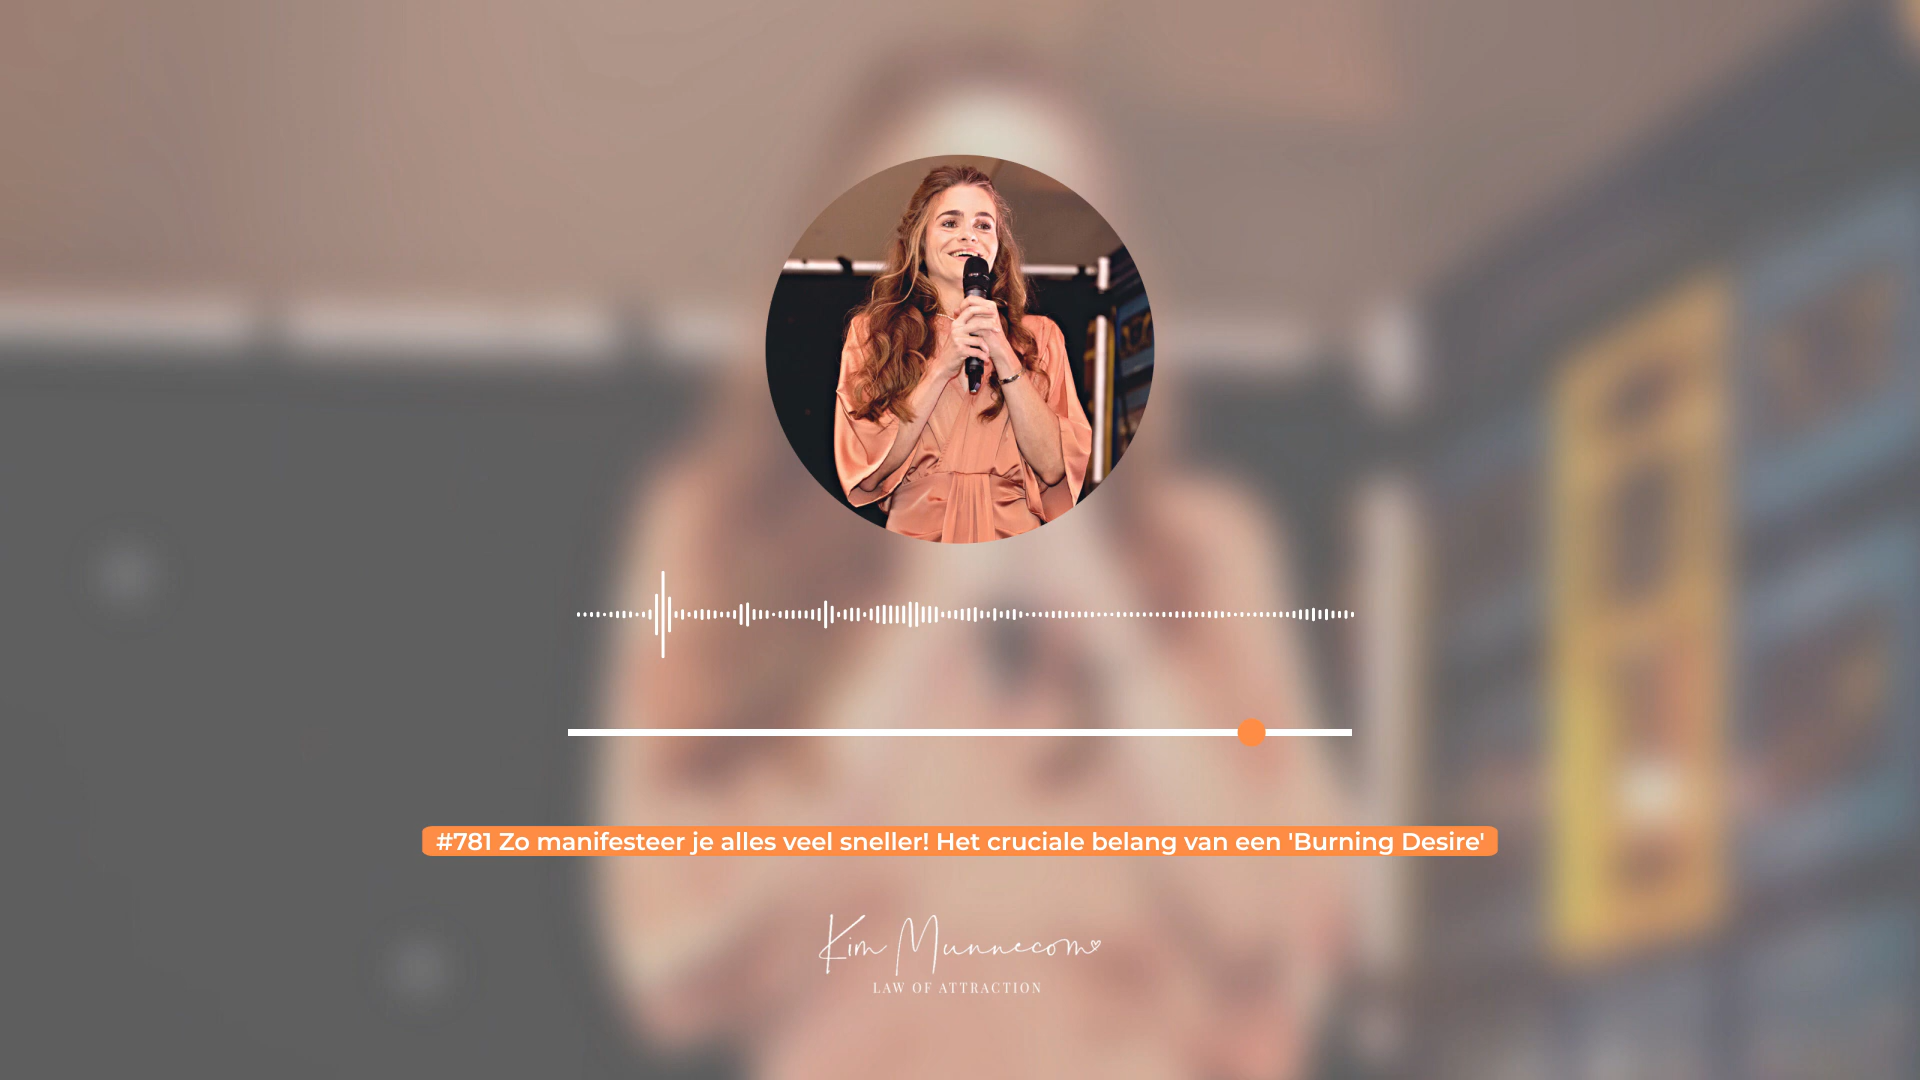 #781 Zo manifesteer je alles veel sneller! Het cruciale belang van een 'Burning Desire'
Kim Munnecom
LAW OF ATTRACTION